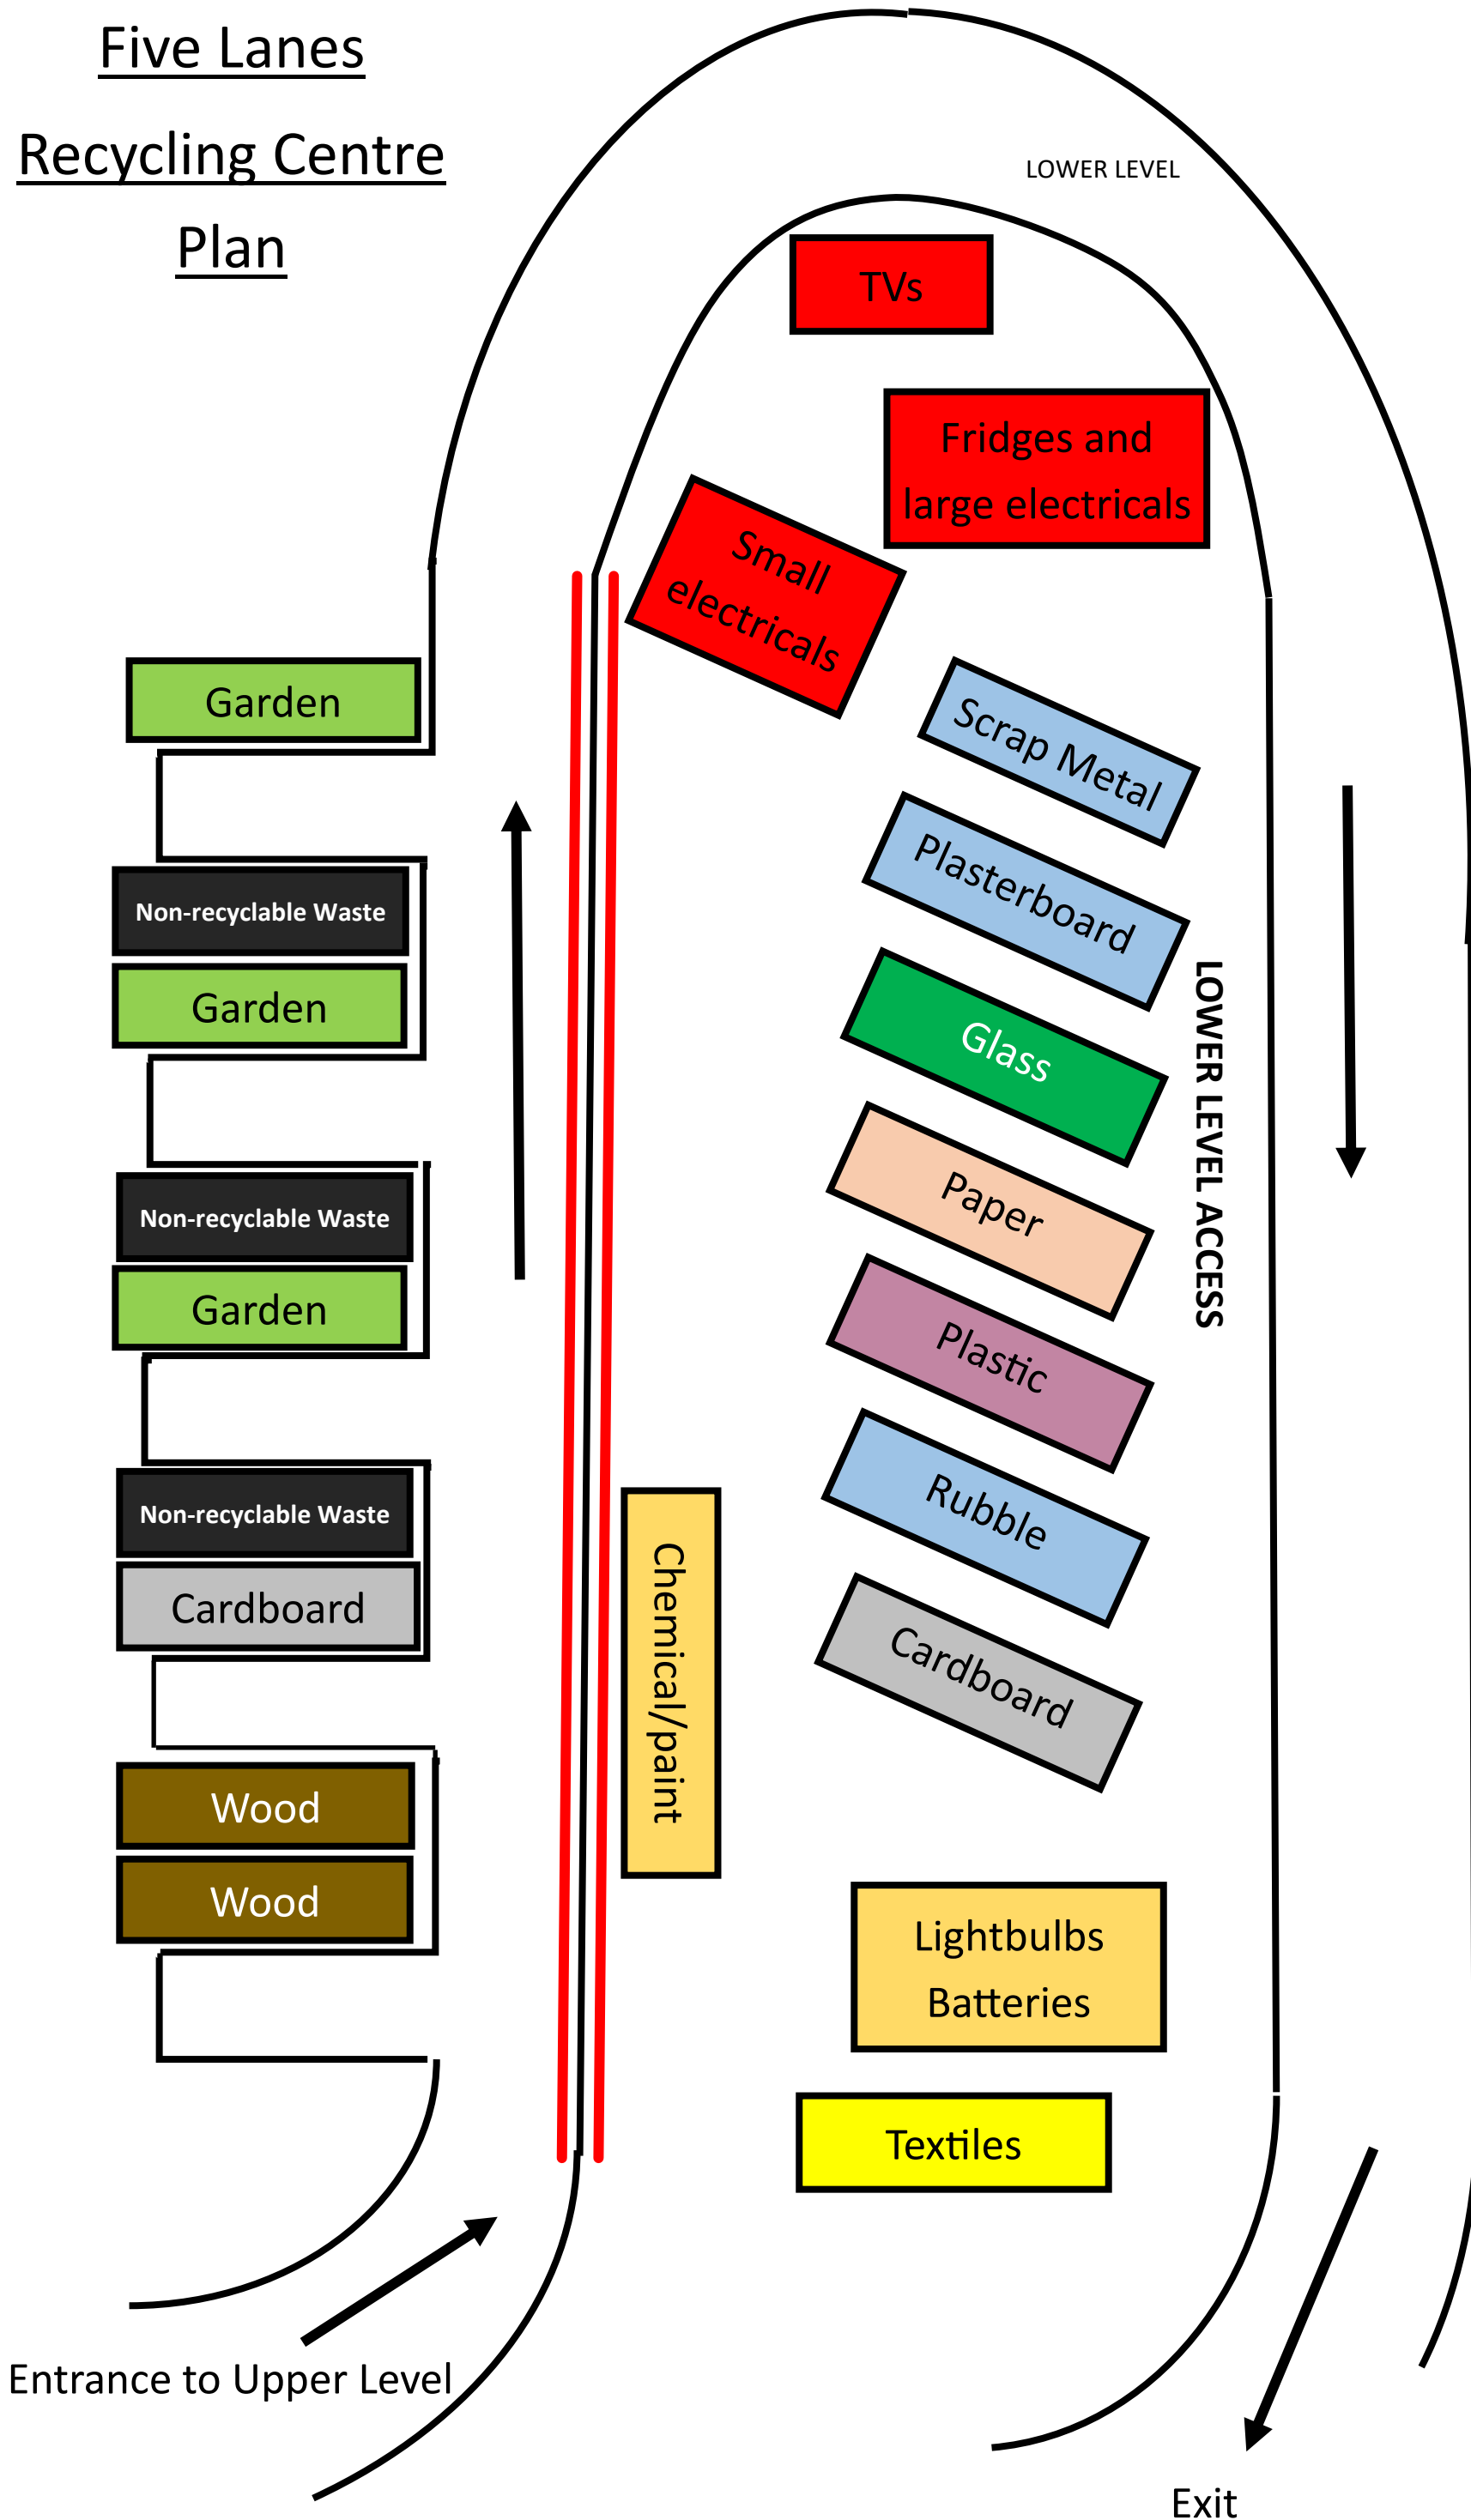 Five Lanes
Recycling Centre
Plan
LOWER LEVEL
TVs
Fridges and
large electricals
Small
electricals
Scrap Metal
Plasterboard
Glass
Paper
Plastic
Rubble
Cardboard
LOWER LEVEL ACCESS
Garden
Non-recyclable Waste
Garden
Non-recyclable Waste
Garden
Non-recyclable Waste
Cardboard
Wood
Wood
Chemical/paint
Lightbulbs
Batteries
Textiles
Entrance to Upper Level
Exit